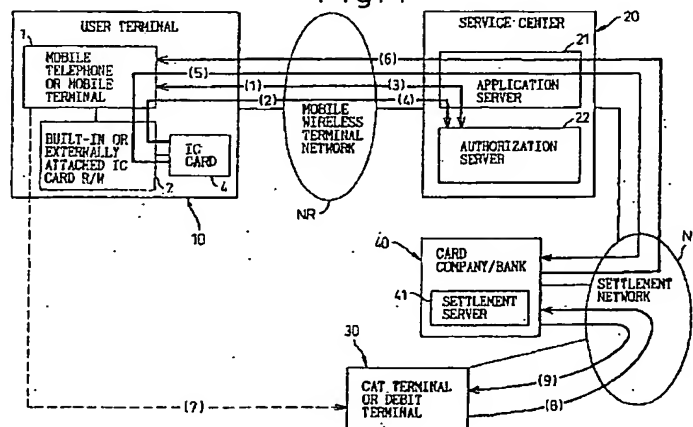 Fig. 1
USER TERMINAL
1
MOBILE
TELEPHONE
OR MOBILE
TERMINAL
BUILT-IN OR
EXTERNALLY
ATTACHED IC
CARD R/W
IC
CARD
4
2
10
(5)
(1)
(2)
(6)
(3)
(4)
MOBILE
WIRELESS
TERMINAL
NETWORK
NR
SERVICE CENTER
20
21
APPLICATION
SERVER
22
AUTHORIZATION
SERVER
40
CARD
COMPANY/BANK
41
SETTLEMENT
SERVER
N
SETTLEMENT
NETWORK
30
CAT TERMINAL
OR DEBIT
TERMINAL
(7)
(9)
(8)